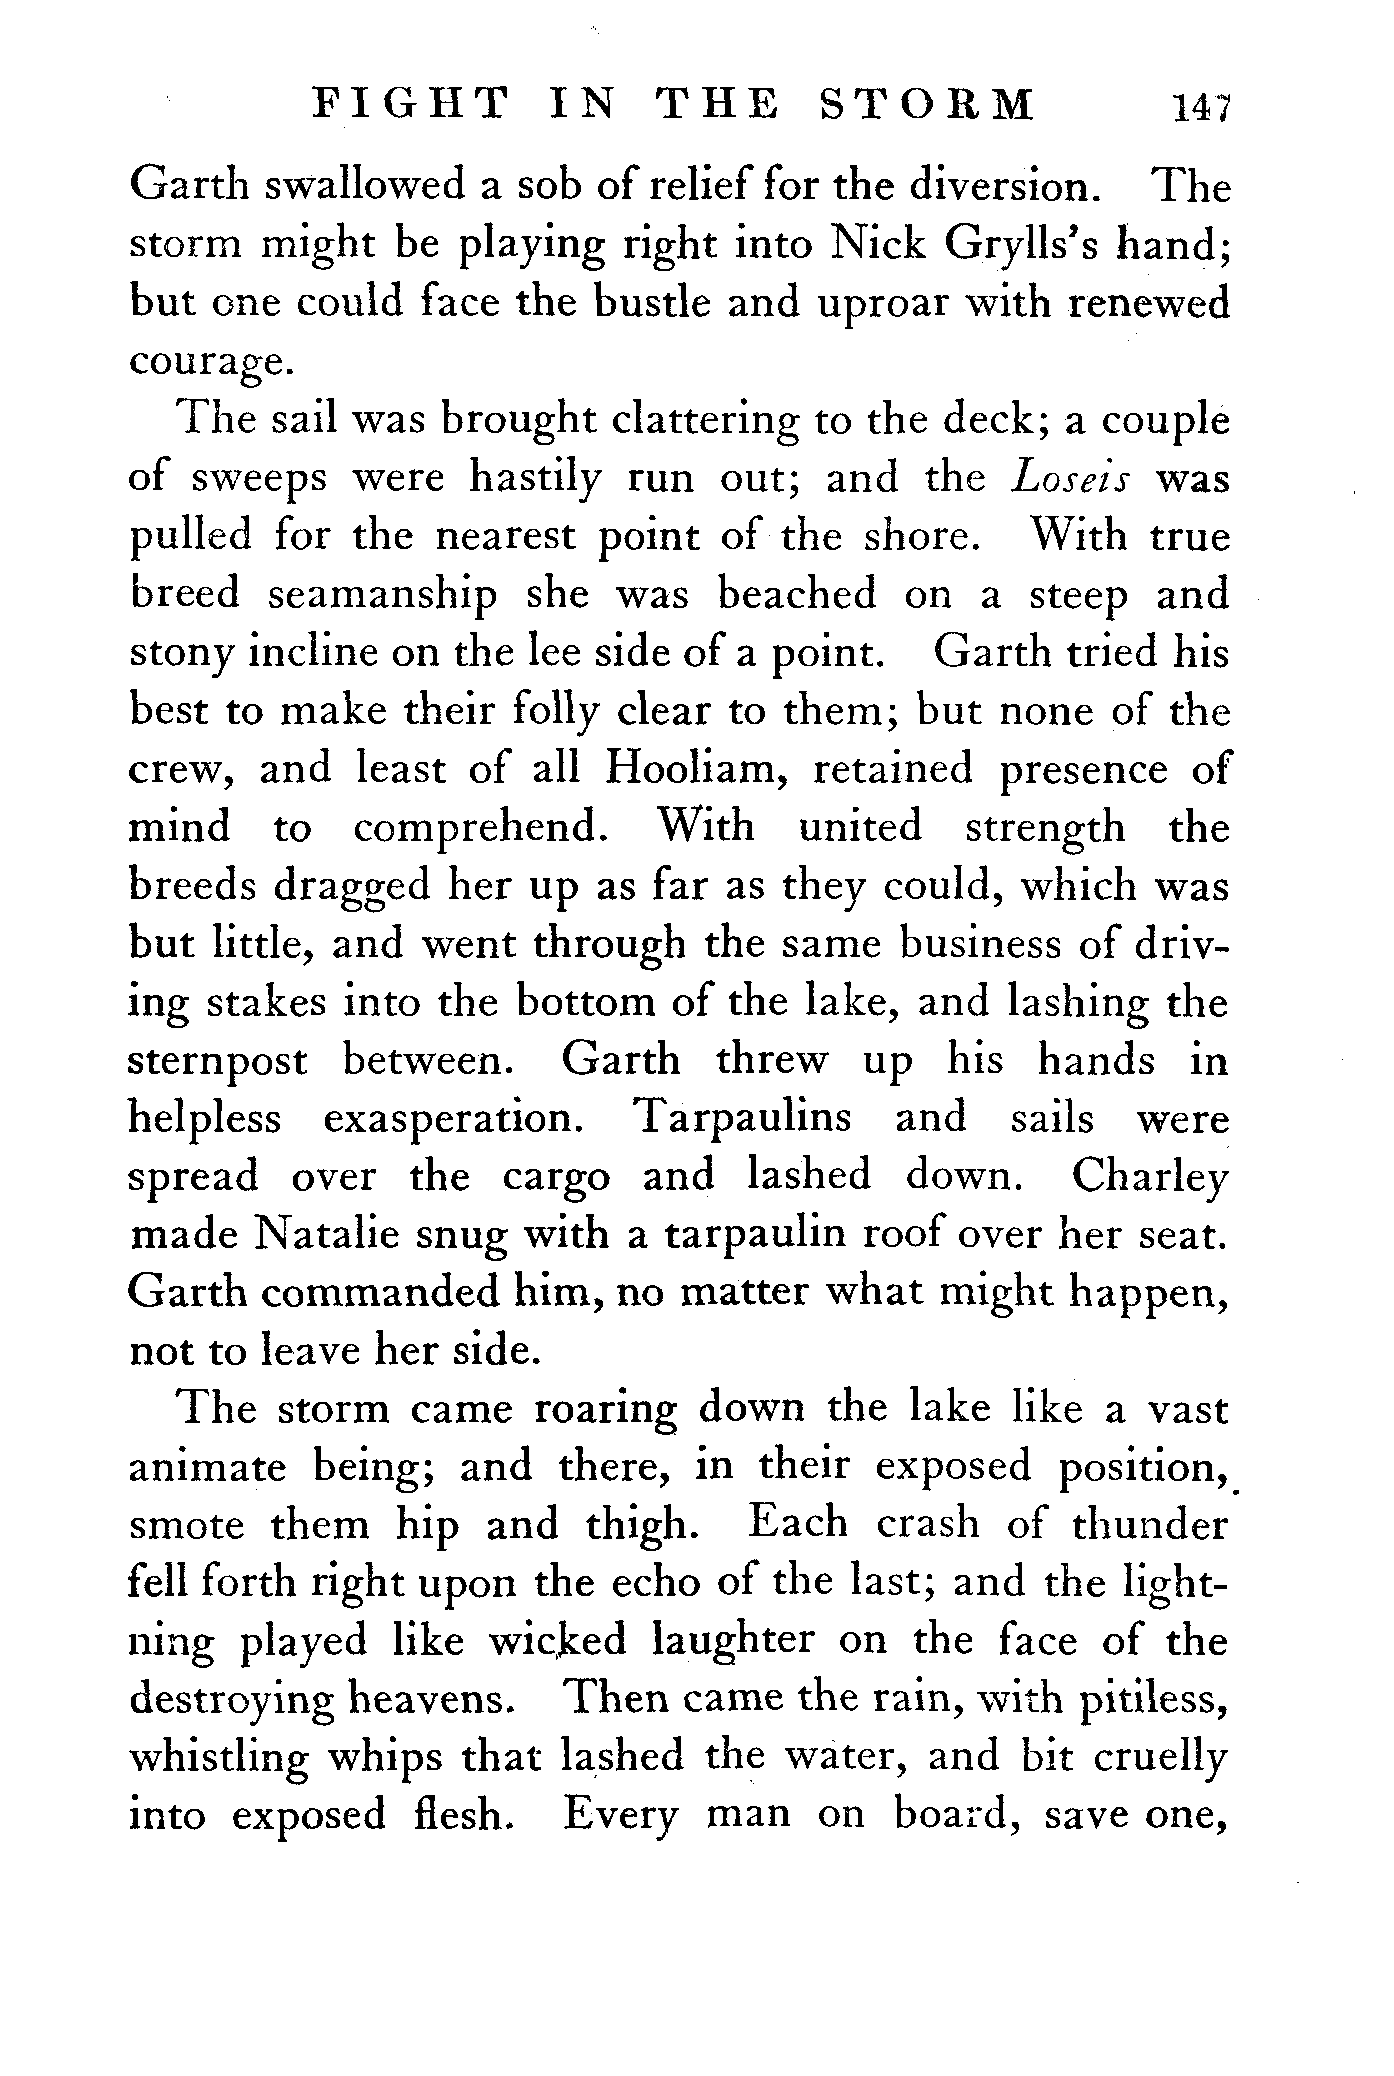 FIGHT IN THE STORM 147
Garth swallowed a sob of relief for the diversion. The
storm might be playing right into Nick Grylls's hand;
but one could face the bustle and uproar with renewed
courage.
The sail was brought clattering to the deck; a couple
of sweeps were hastily run out; and the Loseis was
pulled for the nearest point of the shore. With true
breed seamanship she was beached on a steep and
stony incline on the lee side of a point. Garth tried his
best to make their folly clear to them; but none of the
crew, and least of all Hooliam, retained presence of
mind to comprehend. With united strength the
breeds dragged her up as far as they could, which was
but little, and went through the same business of driv-
ing stakes into the bottom of the lake, and lashing the
sternpost between. Garth threw up his hands in
helpless exasperation. Tarpaulins and sails were
spread over the cargo and lashed down. Charley
made Natalie snug with a tarpaulin roof over her seat.
Garth commanded him, no matter what might happen,
not to leave her side.
The storm came roaring down the lake like a vast
animate being; and there, in their exposed position,
smote them hip and thigh. Each crash of thunder
fell forth right upon the echo of the last; and the light-
ning played like wicked laughter on the face of the
destroying heavens. Then came the rain, with pitiless,
whistling whips that lashed the water, and bit cruelly
into exposed flesh. Every man on board, save one,